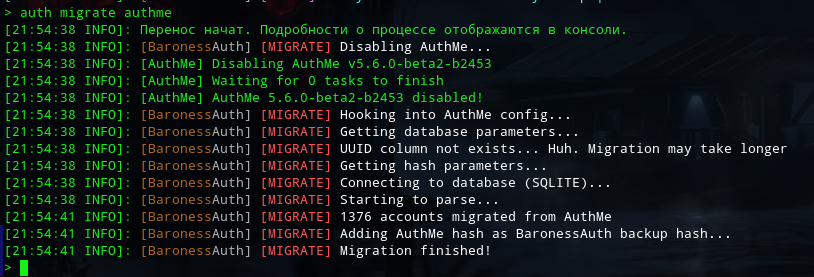 > auth migrate authme
[21:54:38 INFO]: Перенос начат. Подробности о процессе отображаются в консоли.
[21:54:38 INFO]: [BaronessAuth] [MIGRATE] Disabling AuthMe...
[21:54:38 INFO]: [AuthMe] Disabling AuthMe v5.6.0-beta2-b2453
[21:54:38 INFO]: [AuthMe] Waiting for 0 tasks to finish
[21:54:38 INFO]: [AuthMe] AuthMe 5.6.0-beta2-b2453 disabled!
[21:54:38 INFO]: [BaronessAuth] [MIGRATE] Hooking into AuthMe config...
[21:54:38 INFO]: [BaronessAuth] [MIGRATE] Getting database parameters...
[21:54:38 INFO]: [BaronessAuth] [MIGRATE] UUID column not exists... Huh. Migration may take longer
[21:54:38 INFO]: [BaronessAuth] [MIGRATE] Getting hash parameters...
[21:54:38 INFO]: [BaronessAuth] [MIGRATE] Connecting to database (SQLITE)...
[21:54:38 INFO]: [BaronessAuth] [MIGRATE] Starting to parse...
[21:54:41 INFO]: [BaronessAuth] [MIGRATE] 1376 accounts migrated from AuthMe
[21:54:41 INFO]: [BaronessAuth] [MIGRATE] Adding AuthMe hash as BaronessAuth backup hash...
[21:54:41 INFO]: [BaronessAuth] [MIGRATE] Migration finished!
>